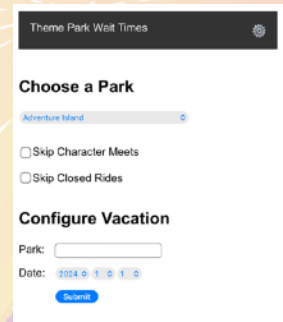 Theme Park Wait Times
Choose a Park
Adventure Island
Skip Character Meets
Skip Closed Rides
Configure Vacation
Park:
Date: 2024 1 1
Submit